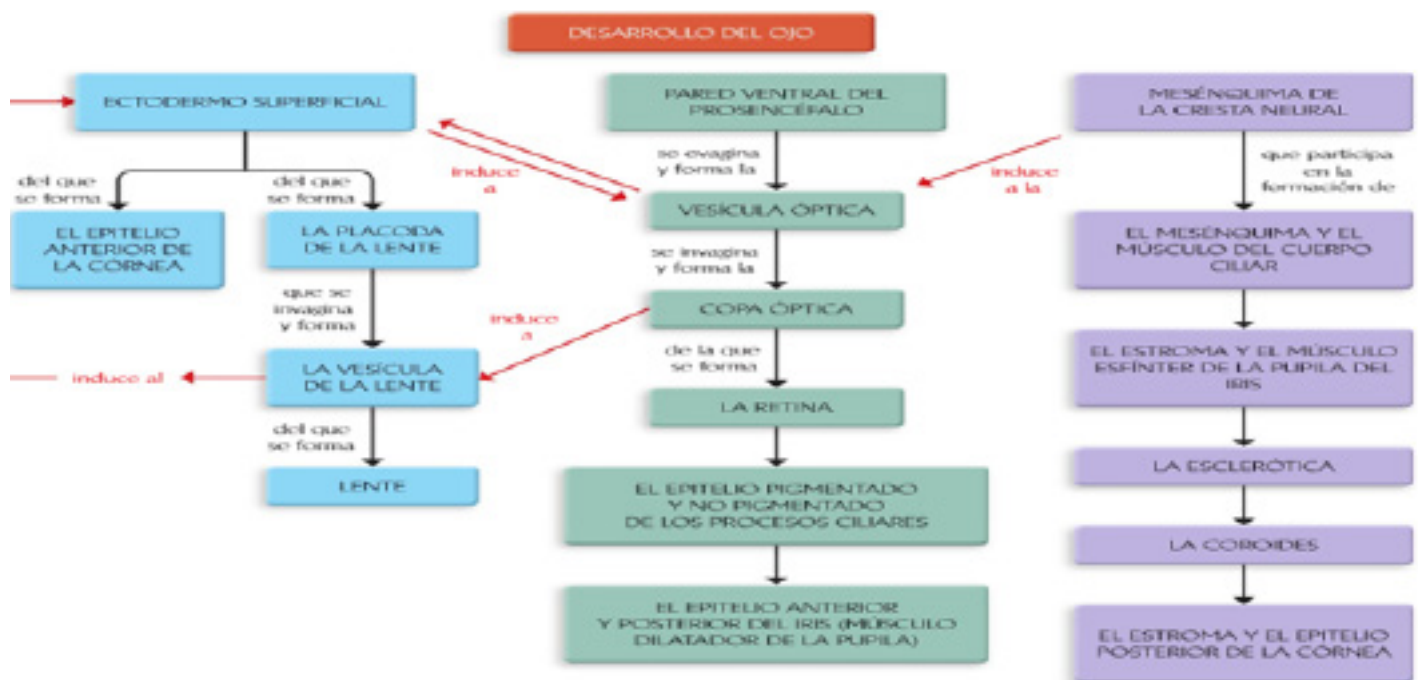 DESARROLLO DEL OJO
ECTODERMO SUPERFICIAL
del que
se forma
del que
se forma
EL EPITELIO
ANTERIOR DE
LA CÓRNEA
LA PLACODA
DE LA LENTE
que se
invagina
y forma
LA VESÍCULA
DE LA LENTE
induce al
del que
se forma
LENTE
induce
a
PARED VENTRAL DEL
PROSENCÉFALO
se evagina
y forma la
VESÍCULA ÓPTICA
se invagina
y forma la
COPA ÓPTICA
induce
a
de la que
se forma
LA RETINA
EL EPITELIO PIGMENTADO
Y NO PIGMENTADO
DE LOS PROCESOS CILIARES
EL EPITELIO ANTERIOR
Y POSTERIOR DEL IRIS (MÚSCULO
DILATADOR DE LA PUPILA)
MESÉNQUIMA DE
LA CRESTA NEURAL
induce
a la
que participa
en la
formación de
EL MESÉNQUIMA Y EL
MÚSCULO DEL CUERPO
CILIAR
EL ESTROMA Y EL MÚSCULO
ESFÍNTER DE LA PUPILA DEL
IRIS
LA ESCLERÓTICA
LA COROIDES
EL ESTROMA Y EL EPITELIO
POSTERIOR DE LA CÓRNEA